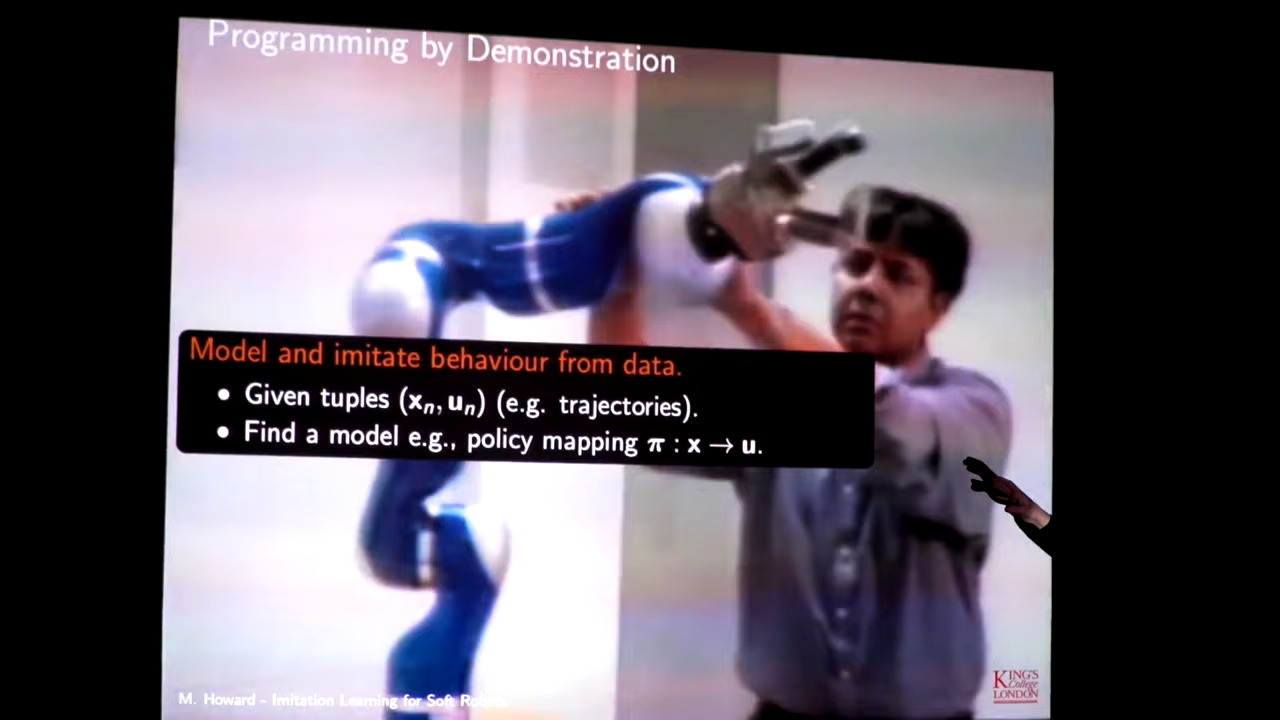 Programming by Demonstration
Model and imitate behaviour from data.
• Given tuples (xₙ, uₙ) (e.g. trajectories).
• Find a model e.g., policy mapping π : x → u.
M. Howard - Imitation Learning for Soft Robots
KING'S
College
LONDON